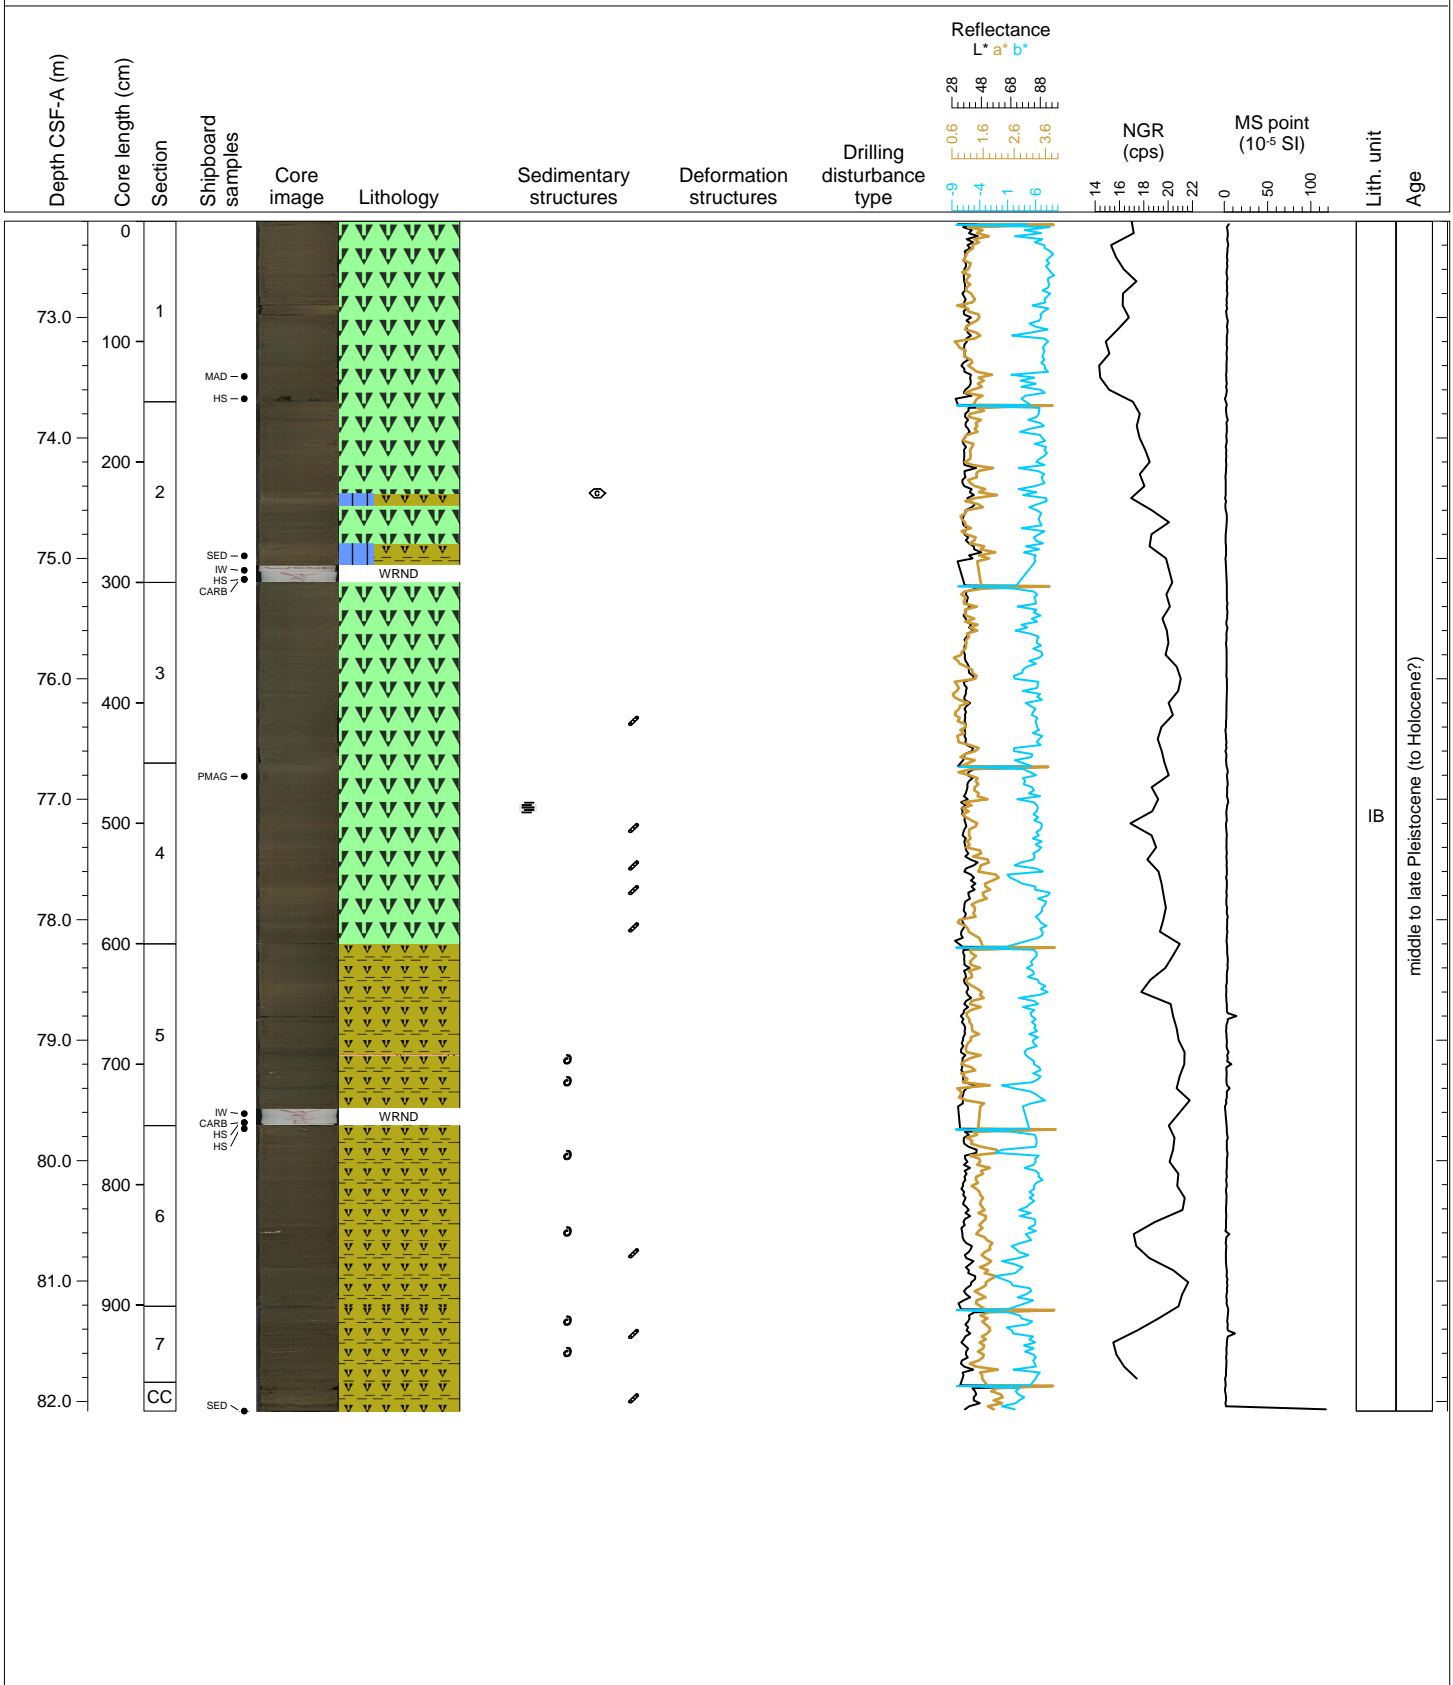 Depth CSF-A (m)
Core length (cm)
Section
Shipboard
samples
Core
image
Lithology
Sedimentary
structures
Deformation
structures
Drilling
disturbance
type
Reflectance
L* a* b*
28 48 68 88
0.6 1.6 2.6 3.6
-9 -4 1 6
NGR
(cps)
14 16 18 20 22
MS point
(10⁻⁵ SI)
0 50 100
Lith. unit
Age
0
1
73.0
100
MAD
HS
74.0
200
2
c
75.0
SED
IW
WRND
HS
300
CARB
3
76.0
400
PMAG
77.0
500
4
IB
middle to late Pleistocene (to Holocene?)
78.0
600
5
79.0
700
IW
WRND
CARB
HS
HS
80.0
800
6
81.0
900
7
CC
82.0
SED